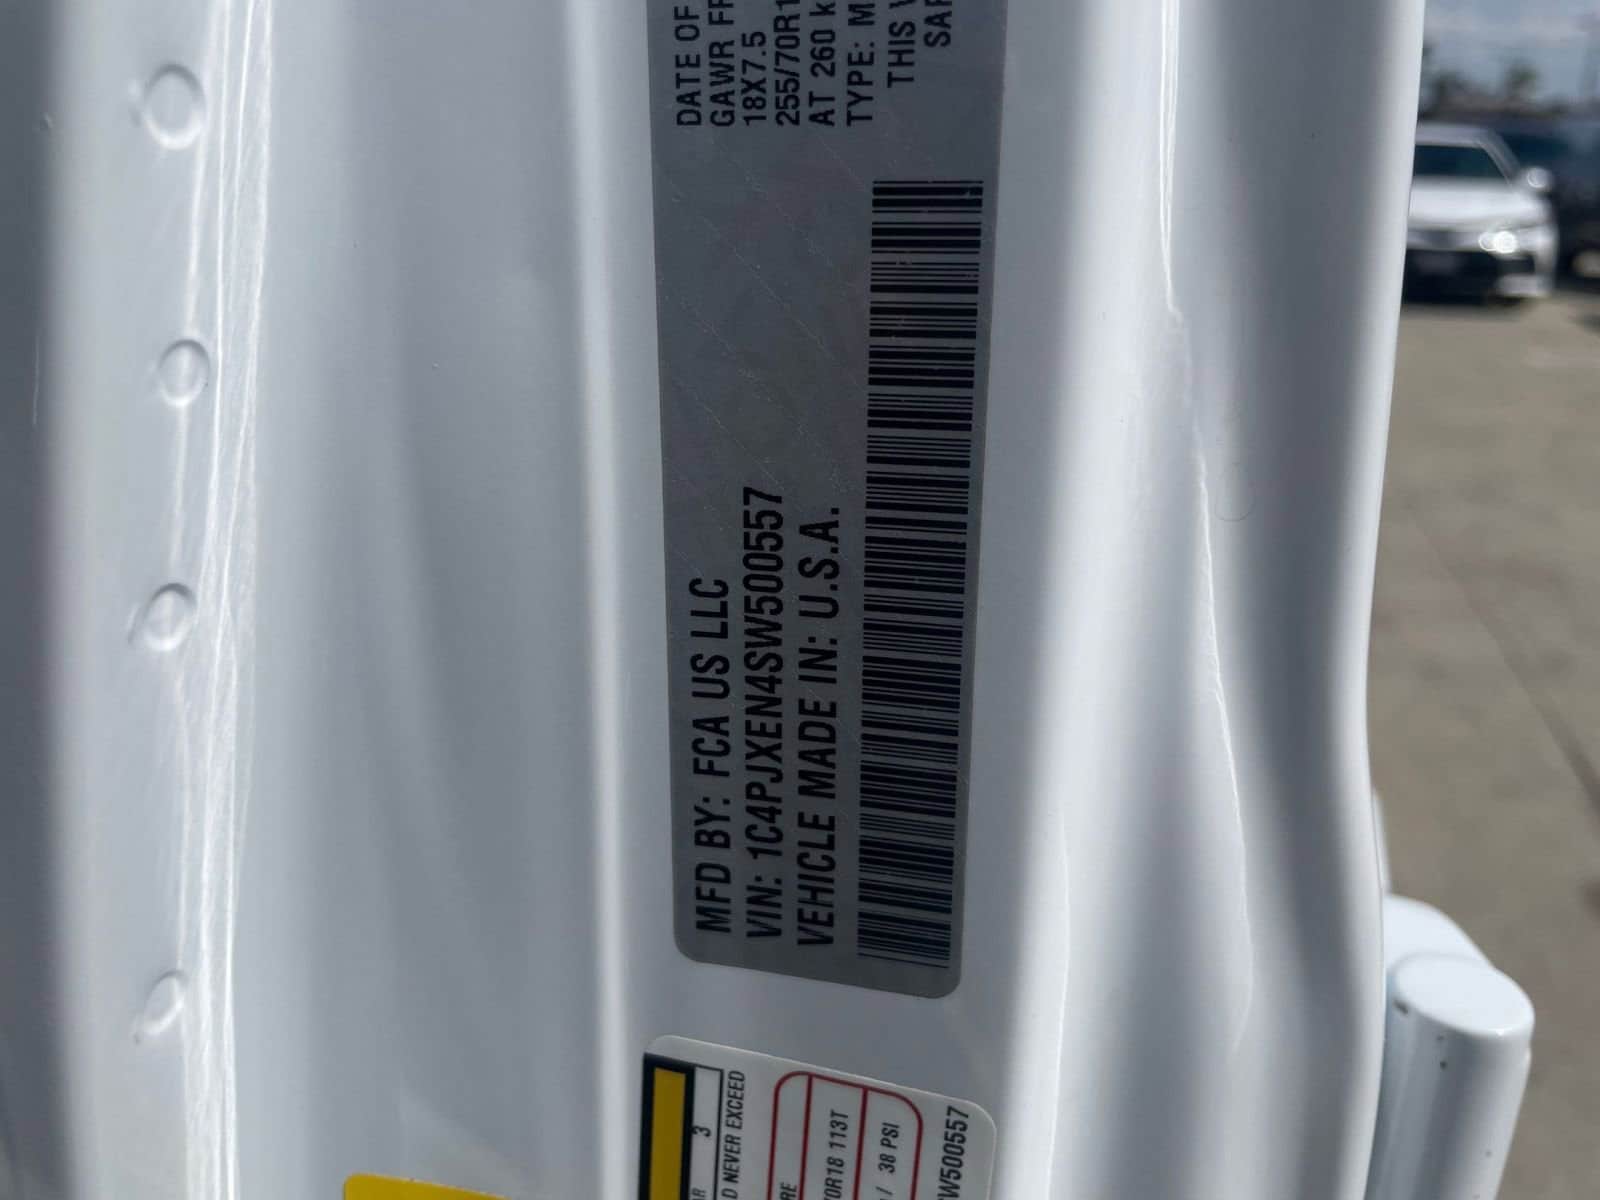 MFD BY: FCA US LLC
VIN: 1C4PJXEN4SW500557
VEHICLE MADE IN: U.S.A.
DATE OF
GAWR FR
18X7.5
255/70R1
AT 260 k
TYPE: M
THIS V
SAF
3
D NEVER EXCEED
RE
70R18 113T
/ 38 PSI
W500557